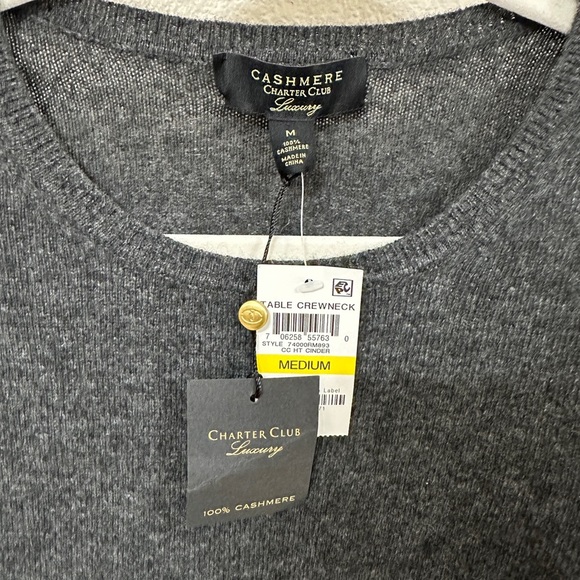 CASHMERE
CHARTER CLUB
Luxury
M
100%
CASHMERE
MADE IN
CHINA
TABLE CREWNECK
7 06258 55763 0
STYLE 74000RM893
CC HT CINDER
MEDIUM
Label
71
CHARTER CLUB
Luxury
100% CASHMERE